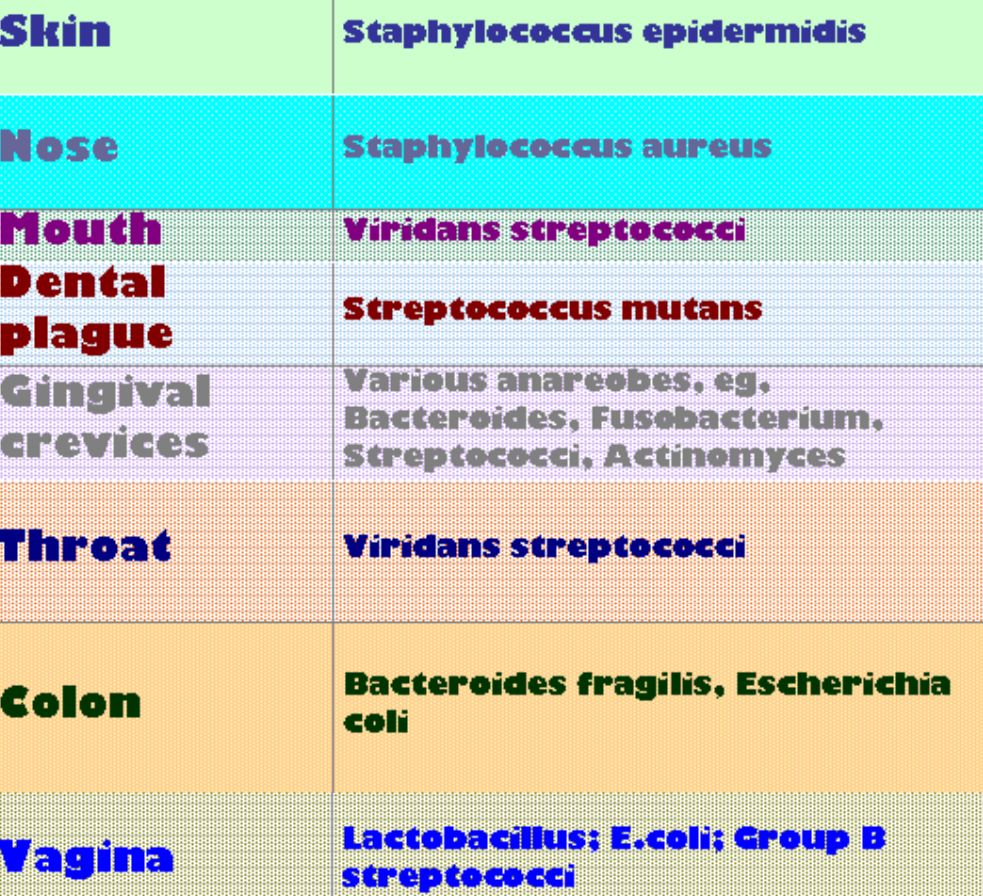 Skin
Staphylococcus epidermidis
Nose
Staphylococcus aureus
Mouth
Viridans streptococci
Dental
plague
Streptococcus mutans
Gingival
crevices
Various anareobes, eg,
Bacteroides, Fusobacterium,
Streptococci, Actinomyces
Throat
Viridans streptococci
Colon
Bacteroides fragilis, Escherichia
coli
Vagina
Lactobacillus; E.coli; Group B
streptococci